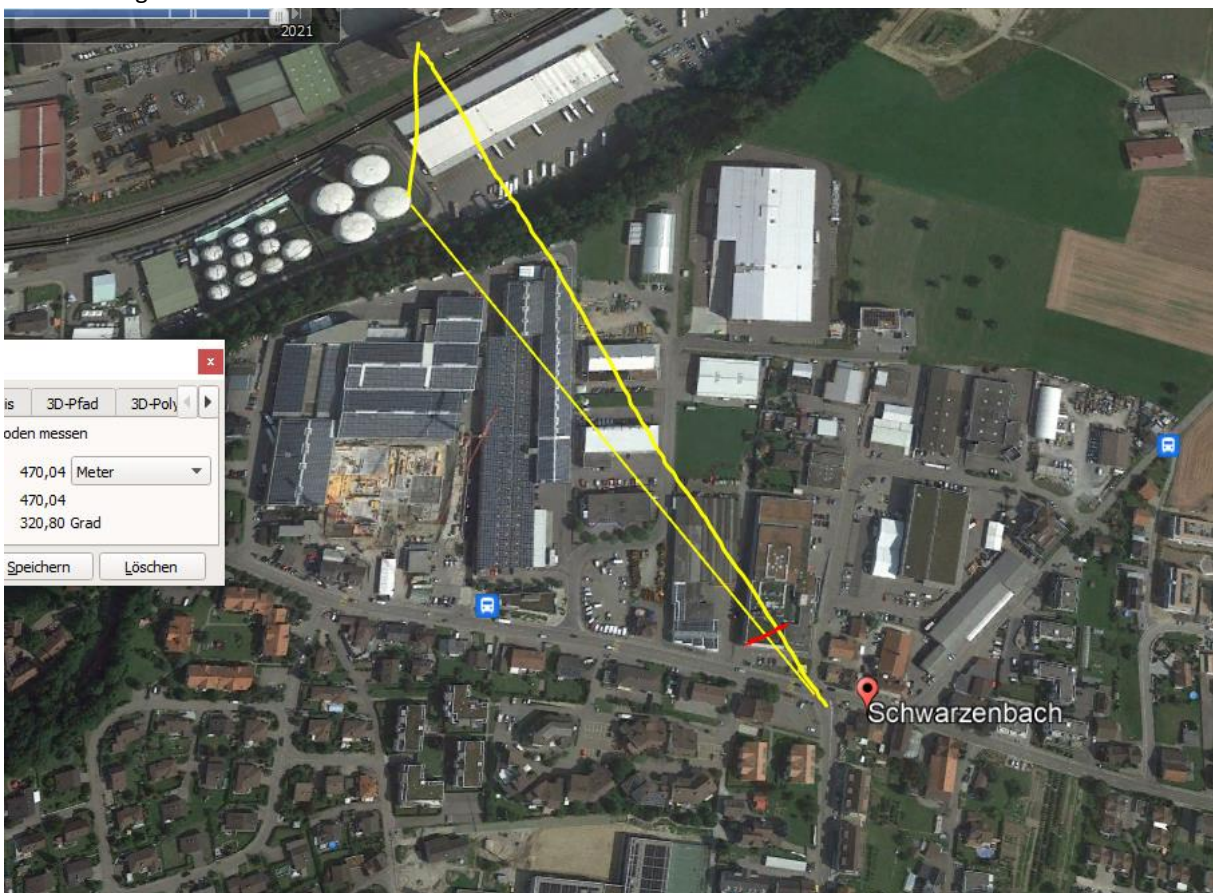 2021
is 3D-Pfad 3D-Poly
oden messen
470,04 Meter
470,04
320,80 Grad
Speichern Löschen
Schwarzenbach